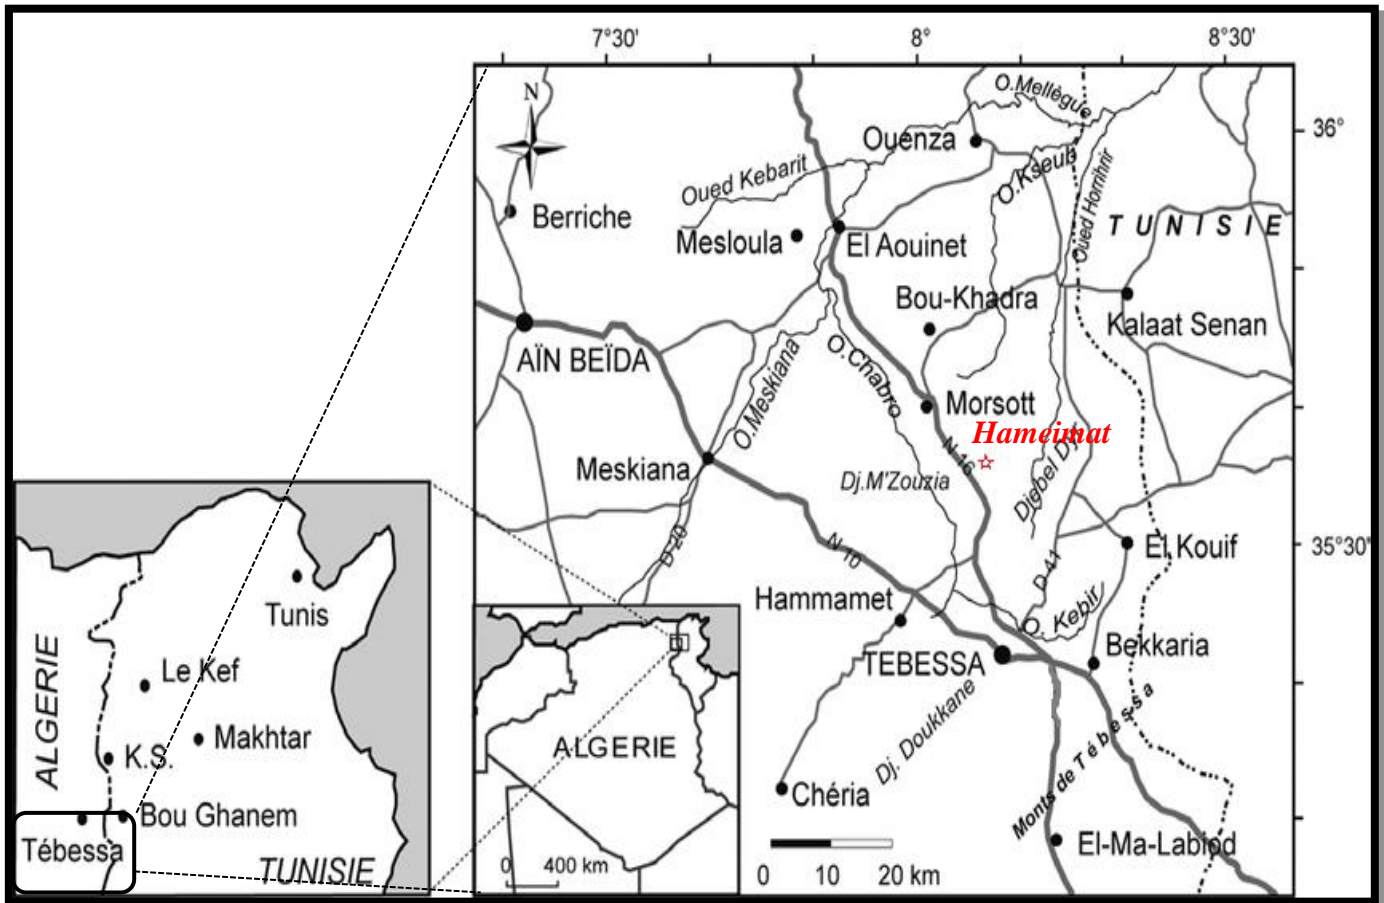 7°30'
8°
8°30'
N
O.Mellègue
36°
Ouenza
Oued Kebarit
O.Kseub
Oued Horrihrir
Berriche
TUNISIE
Mesloula
El Aouinet
Bou-Khadra
Kalaat Senan
AÏN BEÏDA
O.Meskiana
O.Chabro
Morsott
Hameimat
N 16
Meskiana
Dj.M'Zouzia
Djebel Dyr
D 20
N 10
El Kouif
35°30'
D 41
Hammamet
O. Kebir
TEBESSA
Bekkaria
Dj. Doukkane
Monts de Tébessa
Chéria
El-Ma-Labiod
0 10 20 km
ALGERIE
0 400 km
Tunis
ALGERIE
Le Kef
Makhtar
K.S.
Bou Ghanem
Tébessa
TUNISIE